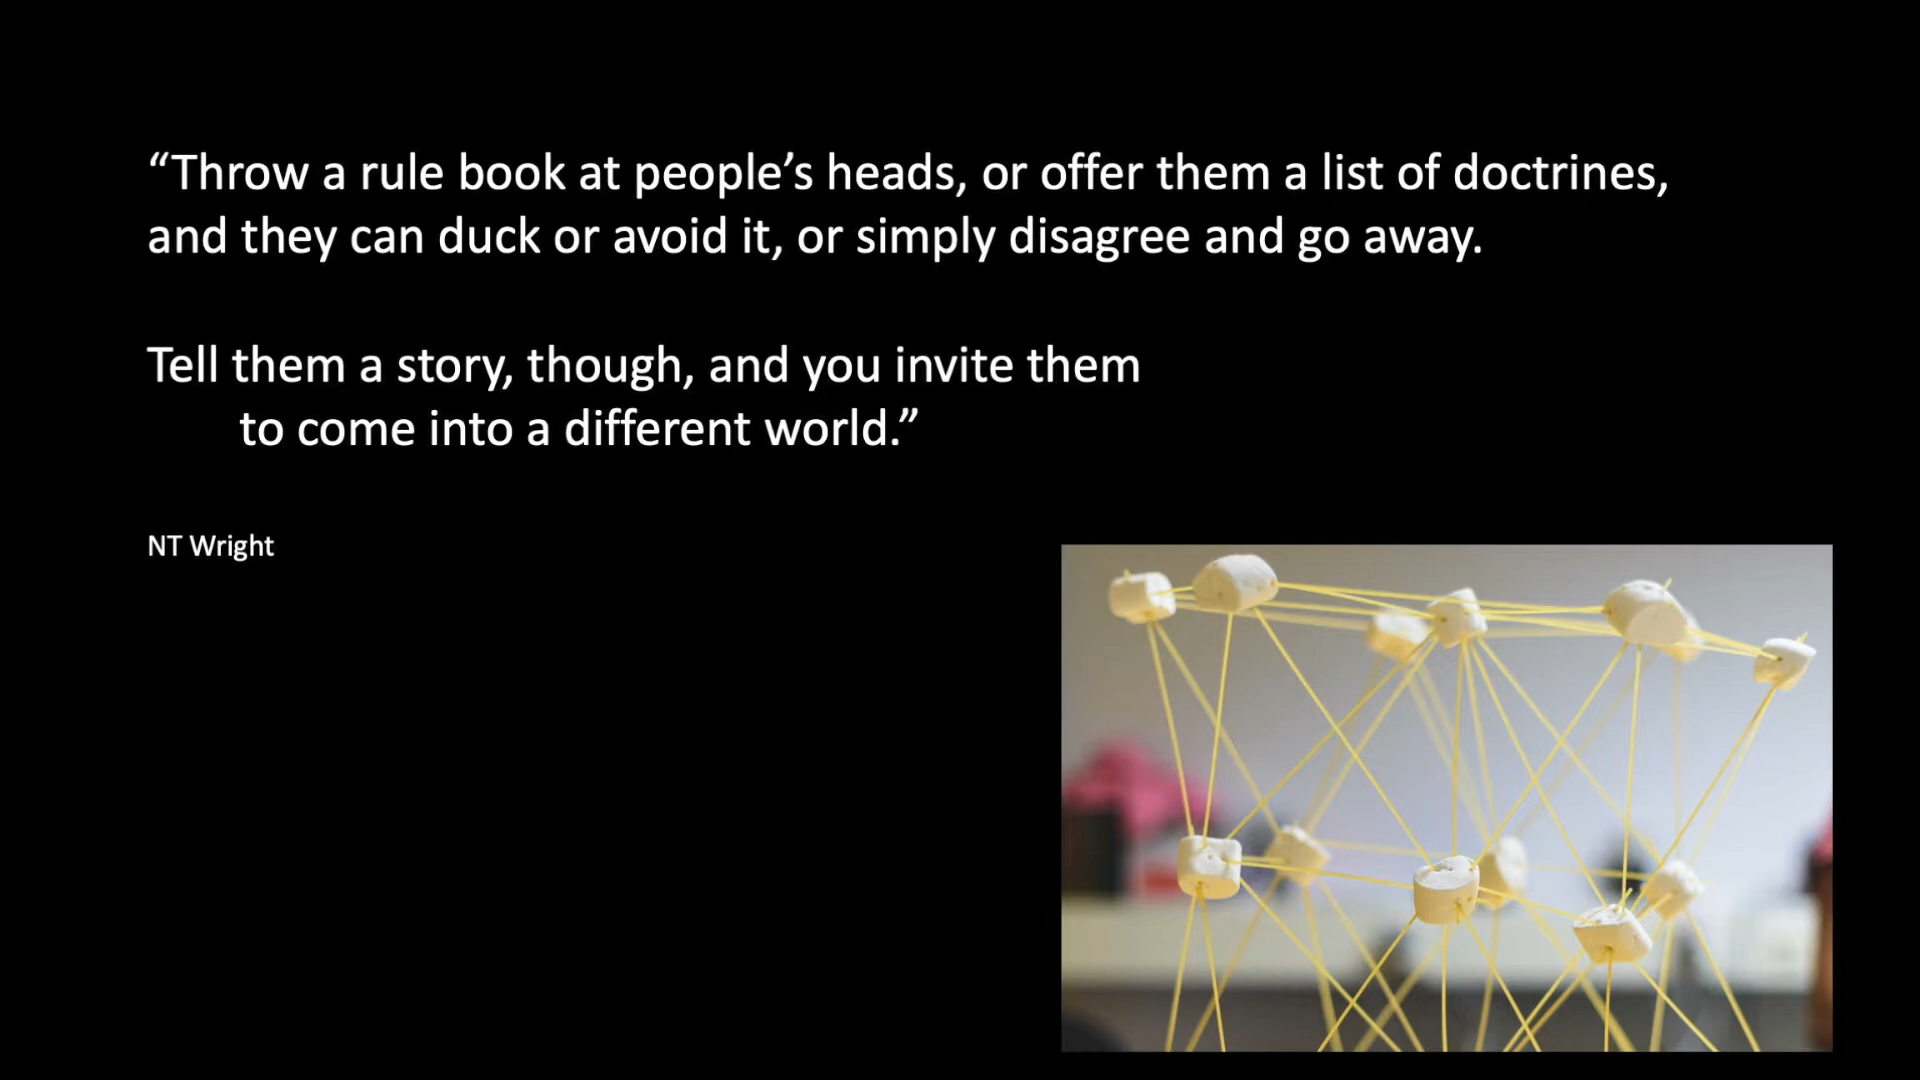 “Throw a rule book at people’s heads, or offer them a list of doctrines,
and they can duck or avoid it, or simply disagree and go away.
Tell them a story, though, and you invite them
to come into a different world.”
NT Wright